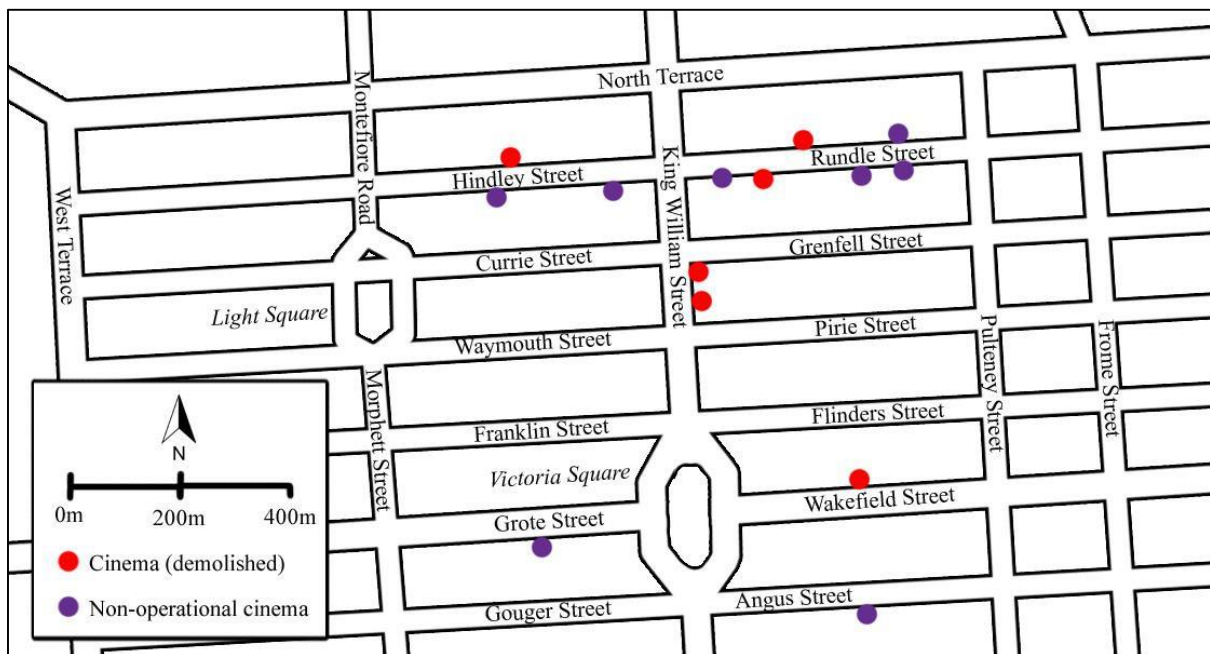 North Terrace
Montefiore Road
Rundle Street
Hindley Street
King William Street
West Terrace
Grenfell Street
Currie Street
Light Square
Pirie Street
Waymouth Street
Pulteney Street
Frome Street
Morphett Street
Flinders Street
Franklin Street
Victoria Square
N
Wakefield Street
0m 200m 400m
Grote Street
Cinema (demolished)
Non-operational cinema
Angus Street
Gouger Street